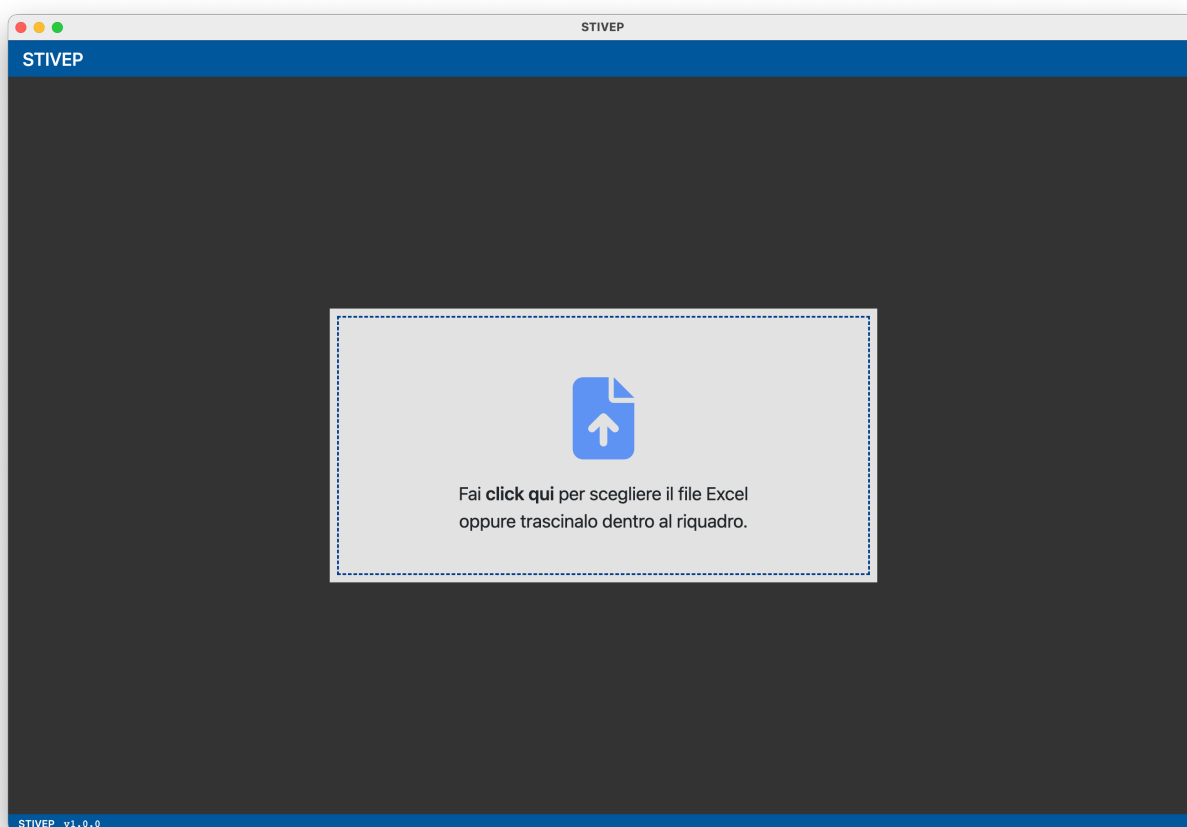 STIVEP
STIVEP
Fai click qui per scegliere il file Excel
oppure trascinalo dentro al riquadro.
STIVEP v1.0.0